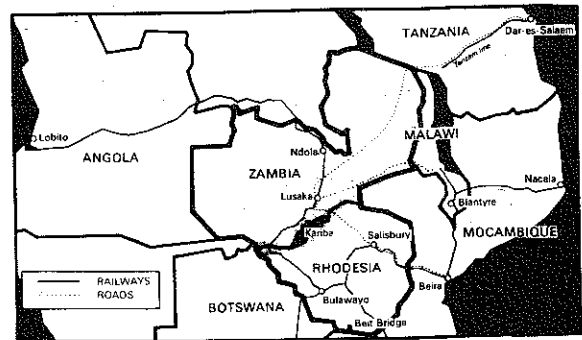 TANZANIA
Dar-es-Salaem
Tanzam line
Lobito
ANGOLA
Ndola
MALAWI
ZAMBIA
Nacala
Lusaka
Blantyre
Kariba
Salisbury
MOCAMBIQUE
RHODESIA
RAILWAYS
ROADS
Beira
Bulawayo
BOTSWANA
Beit Bridge